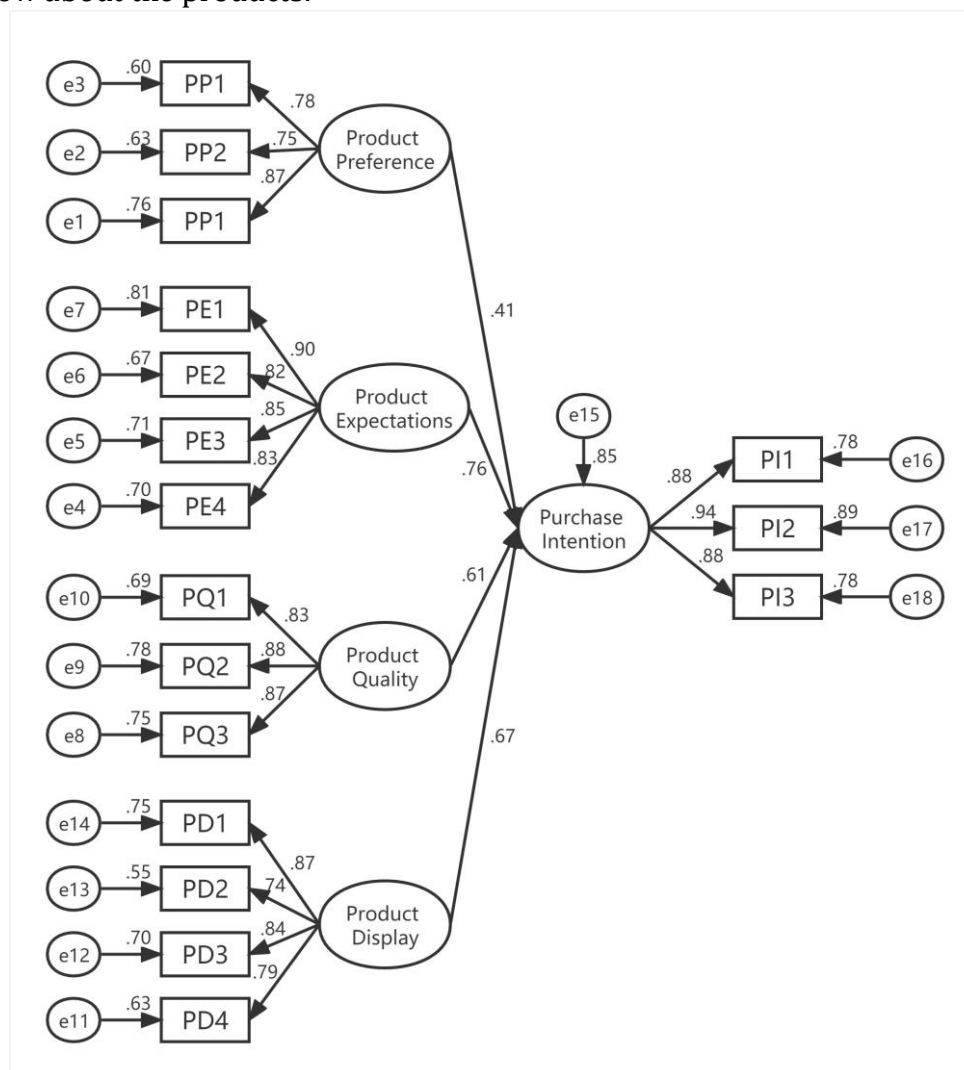 about the products.
e3
.60
PP1
.78
e2
.63
PP2
.75
e1
.76
PP1
.87
Product
Preference
.41
e7
.81
PE1
.90
e6
.67
PE2
.82
e5
.71
PE3
.85
e4
.70
PE4
.83
Product
Expectations
.76
e15
.85
Purchase
Intention
.88
PI1
.78
e16
.94
PI2
.89
e17
.88
PI3
.78
e18
e10
.69
PQ1
.83
e9
.78
PQ2
.88
e8
.75
PQ3
.87
Product
Quality
.61
e14
.75
PD1
.87
e13
.55
PD2
.74
e12
.70
PD3
.84
e11
.63
PD4
.79
Product
Display
.67